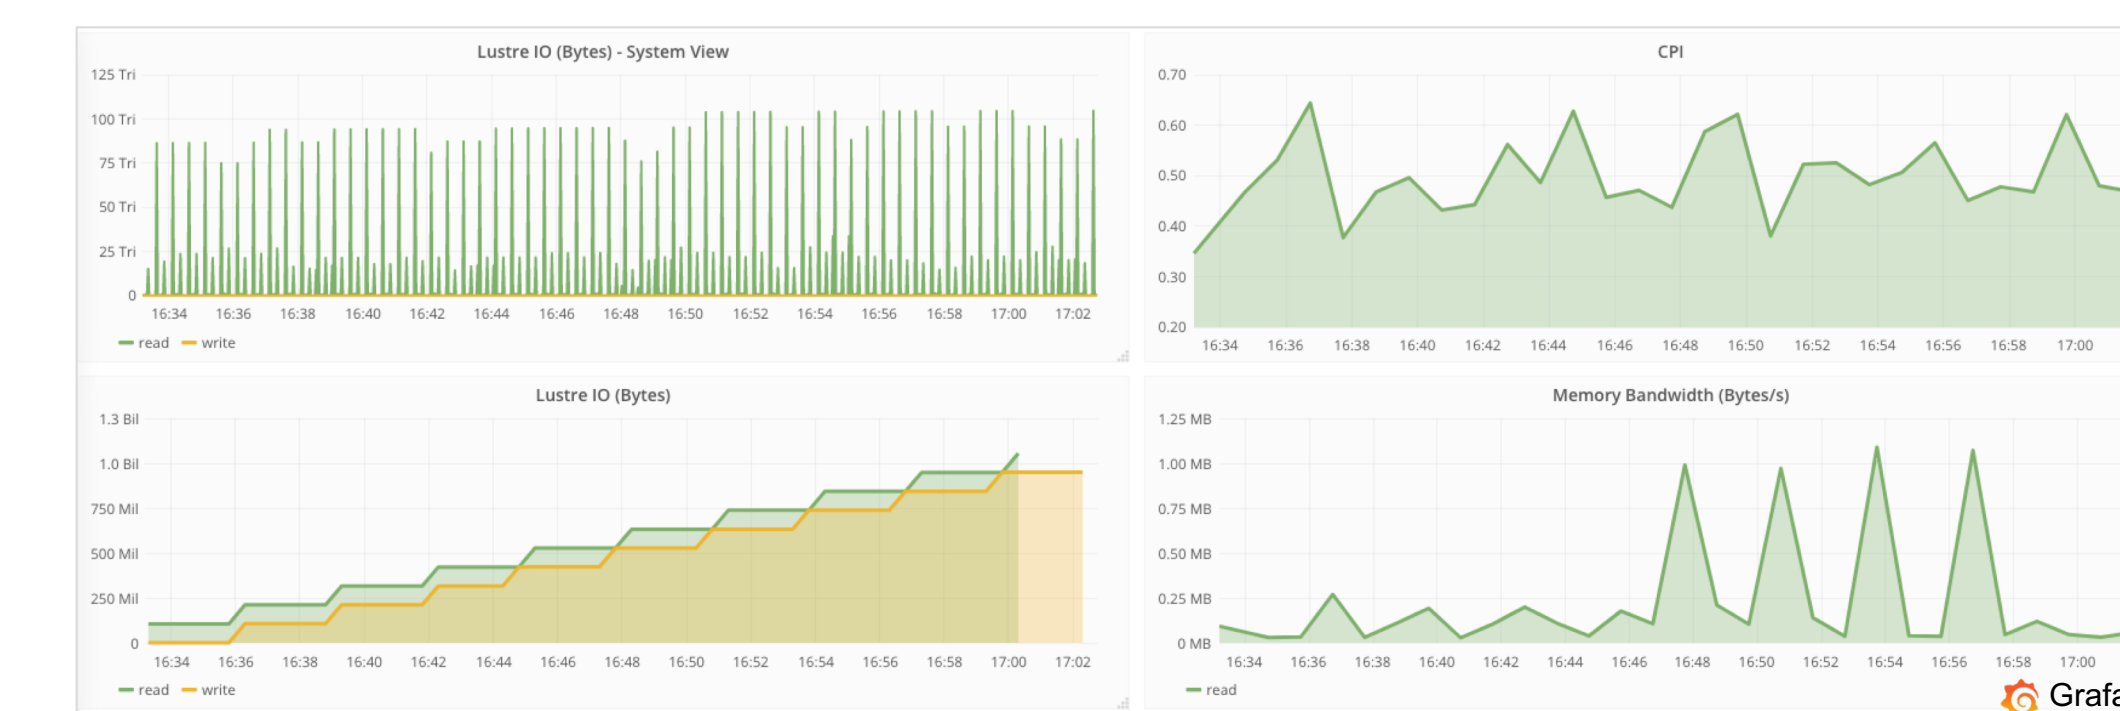 Lustre IO (Bytes) - System View
125 Tri
100 Tri
75 Tri
50 Tri
25 Tri
0
16:34 16:36 16:38 16:40 16:42 16:44 16:46 16:48 16:50 16:52 16:54 16:56 16:58 17:00 17:02
read write
CPI
0.70
0.60
0.50
0.40
0.30
0.20
16:34 16:36 16:38 16:40 16:42 16:44 16:46 16:48 16:50 16:52 16:54 16:56 16:58 17:00
Lustre IO (Bytes)
1.3 Bil
1.0 Bil
750 Mil
500 Mil
250 Mil
0
16:34 16:36 16:38 16:40 16:42 16:44 16:46 16:48 16:50 16:52 16:54 16:56 16:58 17:00 17:02
read write
Memory Bandwidth (Bytes/s)
1.25 MB
1.00 MB
0.75 MB
0.50 MB
0.25 MB
0 MB
16:34 16:36 16:38 16:40 16:42 16:44 16:46 16:48 16:50 16:52 16:54 16:56 16:58 17:00
read